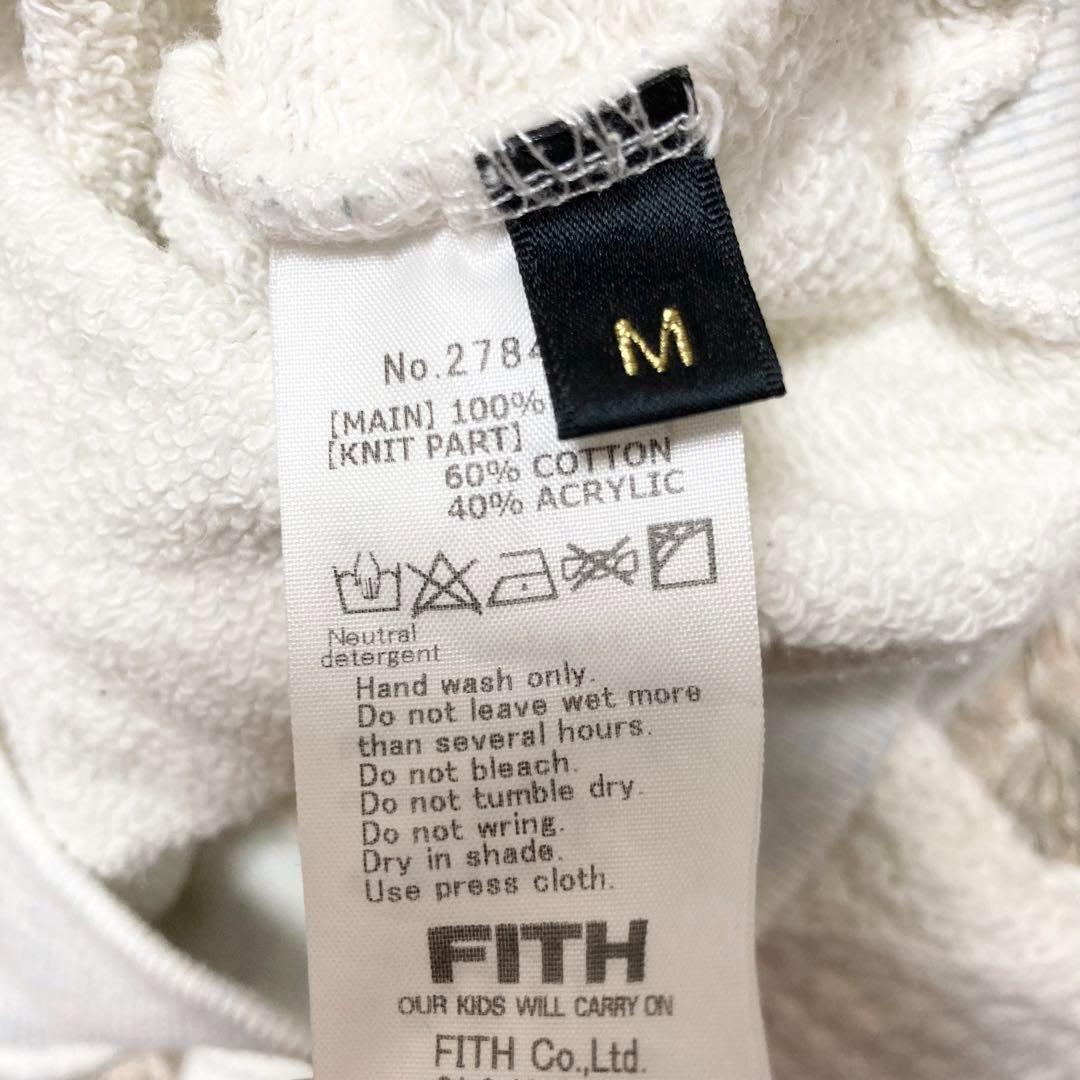 M
No.2784
[MAIN] 100%
[KNIT PART]
60% COTTON
40% ACRYLIC
Neutral
detergent
Hand wash only.
Do not leave wet more
than several hours.
Do not bleach.
Do not tumble dry.
Do not wring.
Dry in shade.
Use press cloth.
FITH
OUR KIDS WILL CARRY ON
FITH Co.,Ltd.